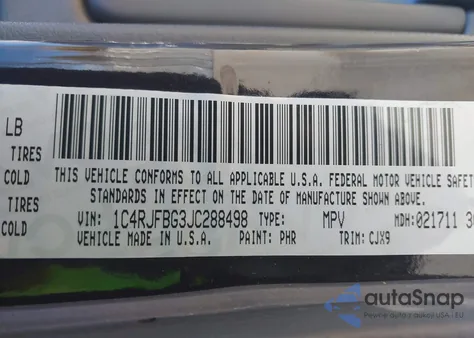 LB
TIRES
COLD
TIRES
COLD
THIS VEHICLE CONFORMS TO ALL APPLICABLE U.S.A. FEDERAL MOTOR VEHICLE SAFET
STANDARDS IN EFFECT ON THE DATE OF MANUFACTURE SHOWN ABOVE.
VIN: 1C4RJFBG3JC288498 TYPE: MPV MDH:021711 3
VEHICLE MADE IN U.S.A. PAINT: PHR TRIM: CJX9
autoSnap